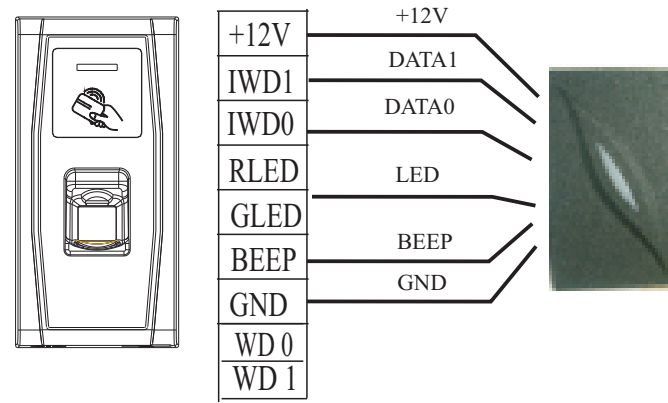 +12V
IWD1
IWD0
RLED
GLED
BEEP
GND
WD 0
WD 1
+12V
DATA1
DATA0
LED
BEEP
GND